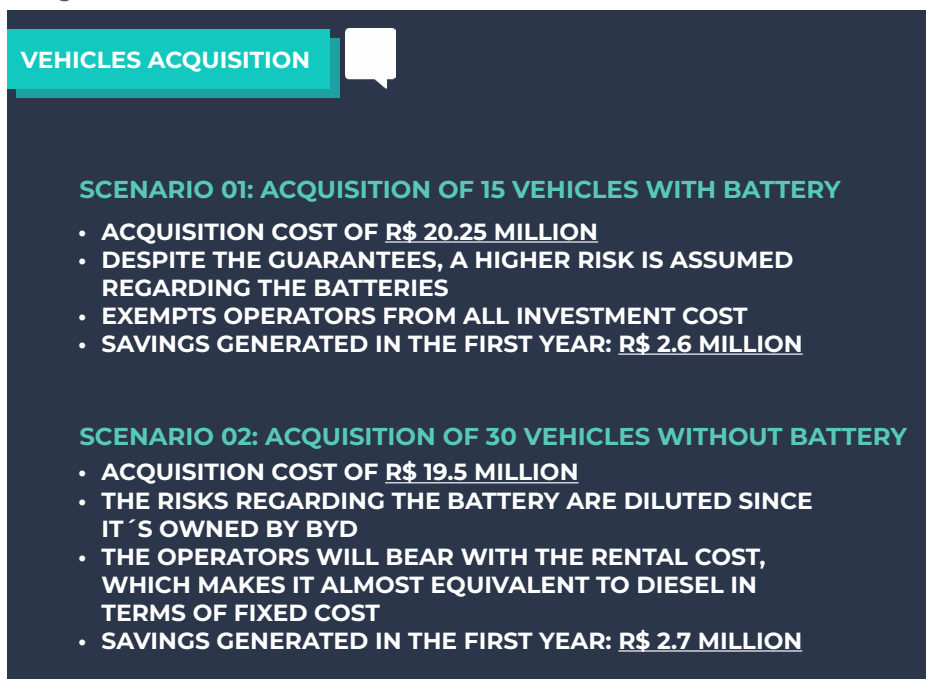 VEHICLES ACQUISITION
SCENARIO 01: ACQUISITION OF 15 VEHICLES WITH BATTERY
• ACQUISITION COST OF R$ 20.25 MILLION
• DESPITE THE GUARANTEES, A HIGHER RISK IS ASSUMED
REGARDING THE BATTERIES
• EXEMPTS OPERATORS FROM ALL INVESTMENT COST
• SAVINGS GENERATED IN THE FIRST YEAR: R$ 2.6 MILLION
SCENARIO 02: ACQUISITION OF 30 VEHICLES WITHOUT BATTERY
• ACQUISITION COST OF R$ 19.5 MILLION
• THE RISKS REGARDING THE BATTERY ARE DILUTED SINCE
IT´S OWNED BY BYD
• THE OPERATORS WILL BEAR WITH THE RENTAL COST,
WHICH MAKES IT ALMOST EQUIVALENT TO DIESEL IN
TERMS OF FIXED COST
• SAVINGS GENERATED IN THE FIRST YEAR: R$ 2.7 MILLION